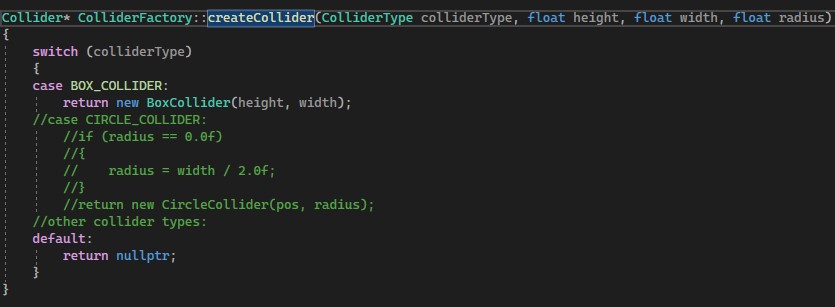 Collider* ColliderFactory::createCollider(ColliderType colliderType, float height, float width, float radius)
{
    switch (colliderType)
    {
    case BOX_COLLIDER:
        return new BoxCollider(height, width);
    //case CIRCLE_COLLIDER:
        //if (radius == 0.0f)
        //{
        //    radius = width / 2.0f;
        //}
        //return new CircleCollider(pos, radius);
    //other collider types:
    default:
        return nullptr;
    }
}